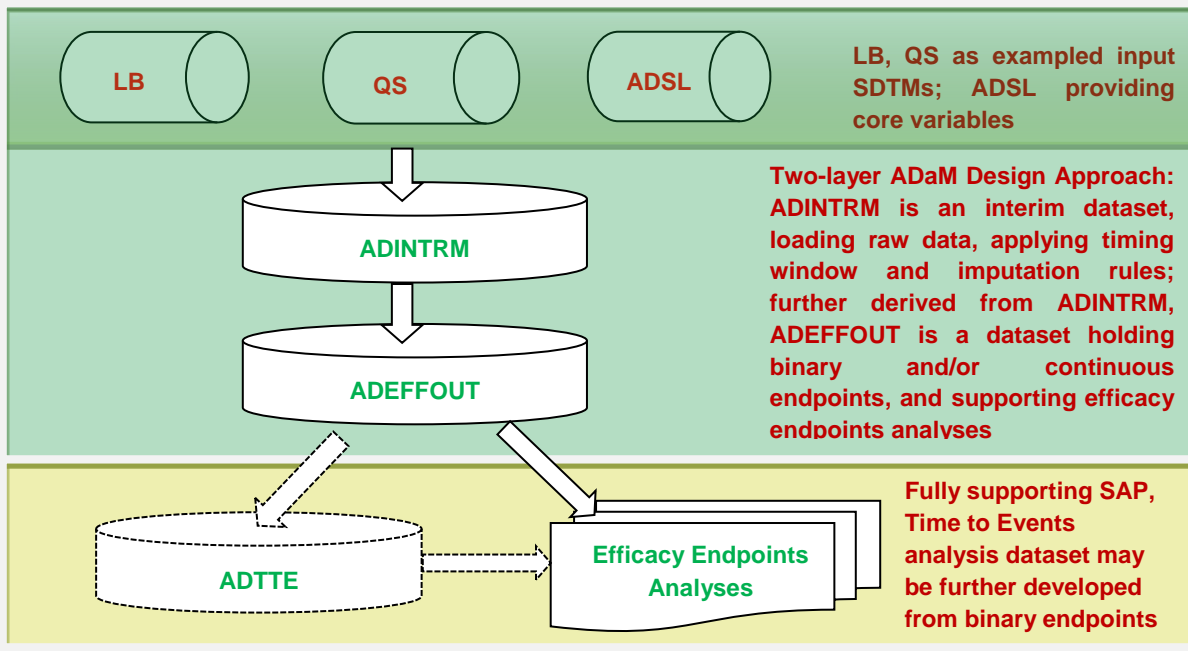 LB
QS
ADSL
LB, QS as exampled input
SDTMs; ADSL providing
core variables
ADINTRM
ADEFFOUT
Two-layer ADaM Design Approach:
ADINTRM is an interim dataset,
loading raw data, applying timing
window and imputation rules;
further derived from ADINTRM,
ADEFFOUT is a dataset holding
binary and/or continuous
endpoints, and supporting efficacy
endpoints analyses
ADTTE
Efficacy Endpoints
Analyses
Fully supporting SAP,
Time to Events
analysis dataset may
be further developed
from binary endpoints